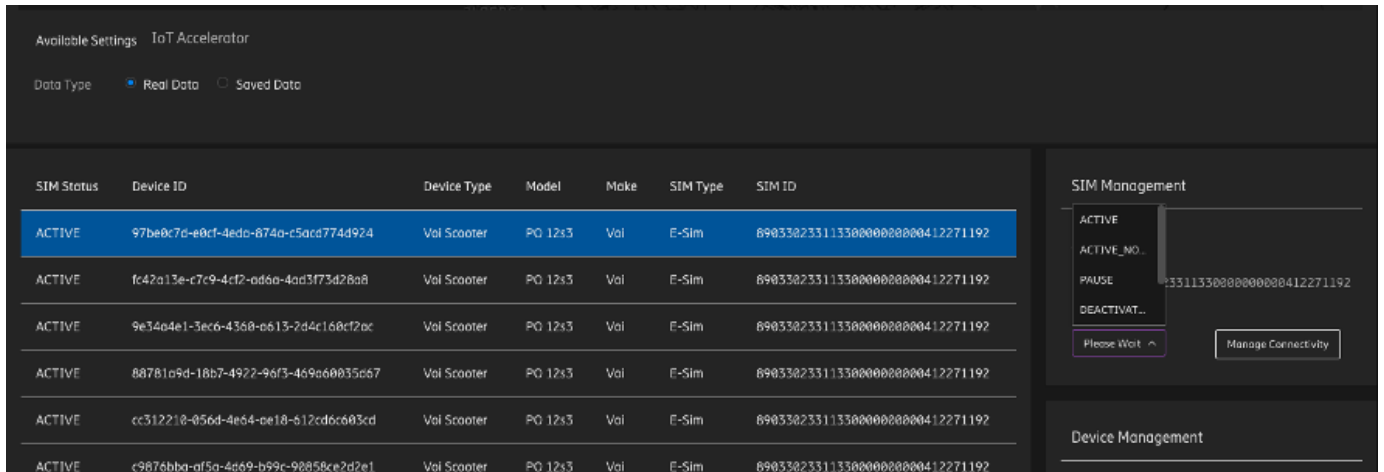 Available Settings IoT Accelerator
Data Type Real Data Saved Data
SIM Status Device ID Device Type Model Make SIM Type SIM ID
ACTIVE 97be0c7d-e0cf-4eda-874a-c5acd774d924 Voi Scooter PO 12s3 Voi E-Sim 89033023311330000000000412271192
ACTIVE fc42a13e-c7c9-4cf2-ad6a-4ad3f73d28a8 Voi Scooter PO 12s3 Voi E-Sim 89033023311330000000000412271192
ACTIVE 9e34a4e1-3ec6-4360-a613-2d4c160cf2ac Voi Scooter PO 12s3 Voi E-Sim 89033023311330000000000412271192
ACTIVE 88781a9d-18b7-4922-96f3-469a60035d67 Voi Scooter PO 12s3 Voi E-Sim 89033023311330000000000412271192
ACTIVE cc312210-056d-4e64-ae18-612cd6c603cd Voi Scooter PO 12s3 Voi E-Sim 89033023311330000000000412271192
ACTIVE c9876bba-af5a-4d69-b99c-90858ce2d2e1 Voi Scooter PO 12s3 Voi E-Sim 89033023311330000000000412271192
SIM Management
ACTIVE
ACTIVE_NO...
PAUSE
23311330000000000412271192
DEACTIVAT...
Please Wait
Manage Connectivity
Device Management